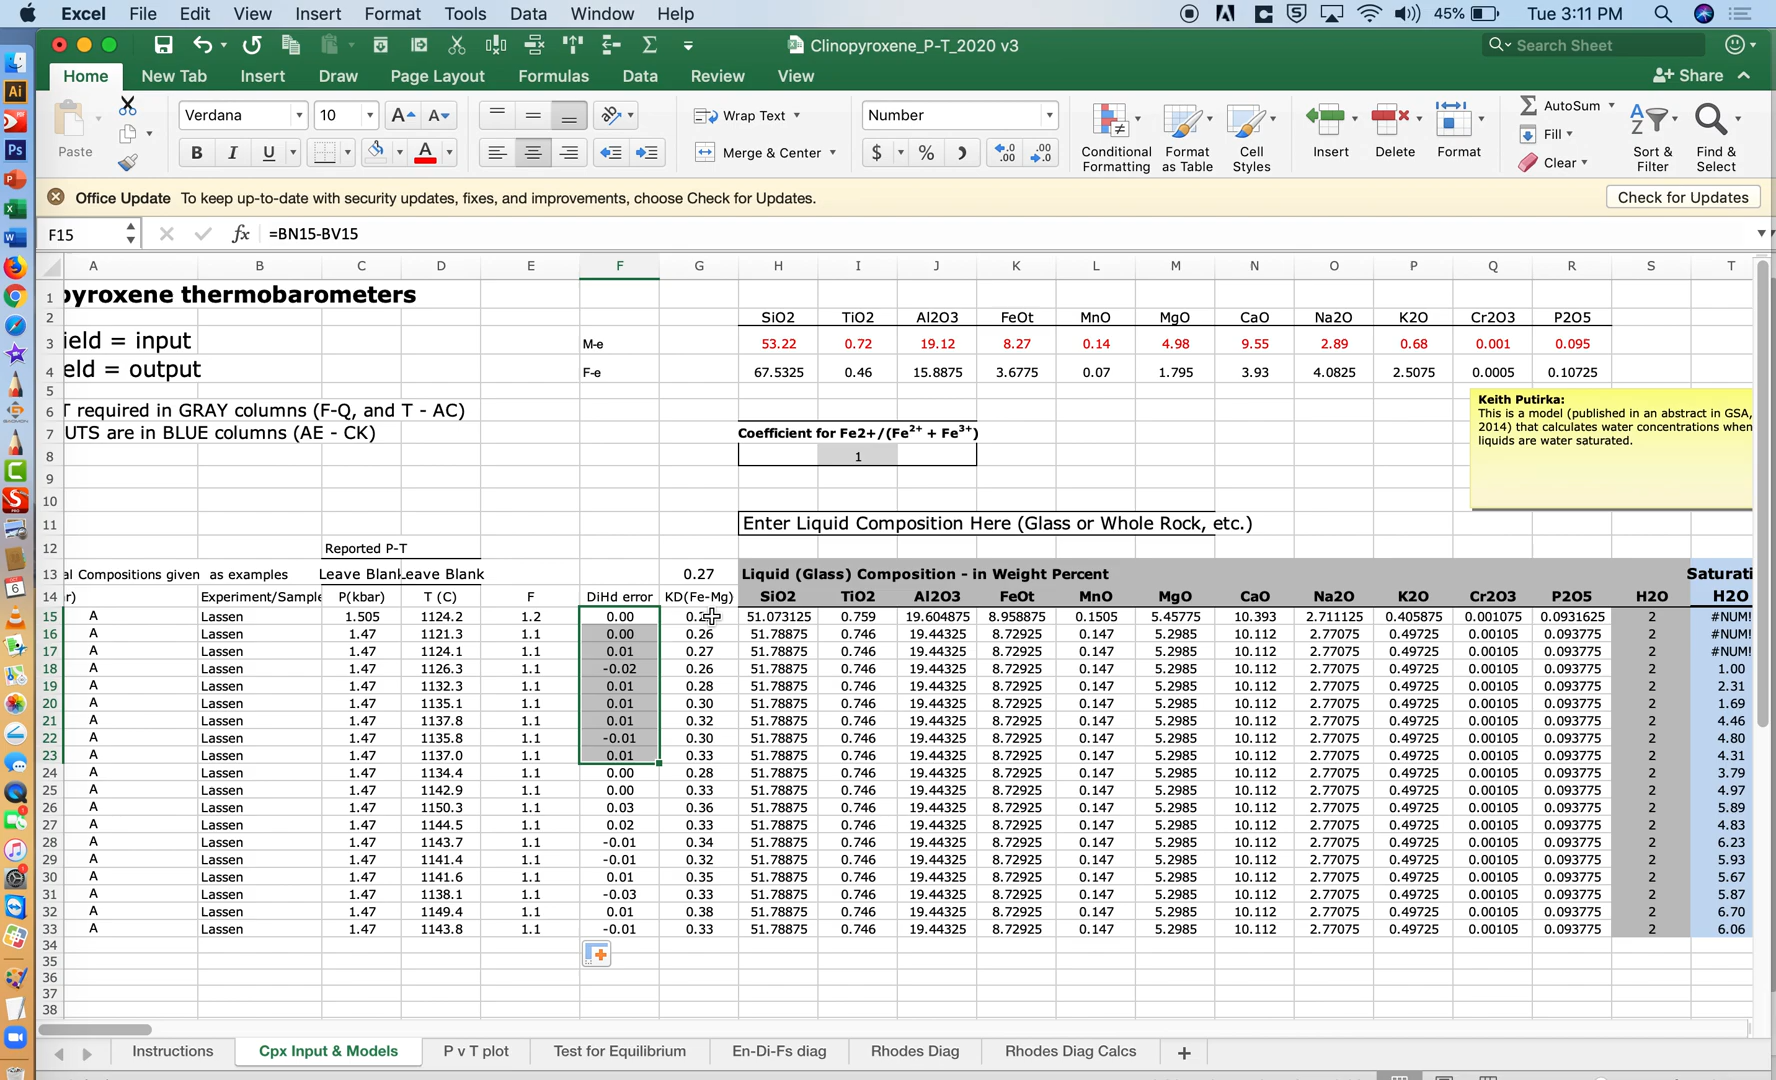 Excel File Edit View Insert Format Tools Data Window Help 45% Tue 3:11 PM
Clinopyroxene_P-T_2020 v3 Search Sheet
Home New Tab Insert Draw Page Layout Formulas Data Review View Share
Verdana 10 Wrap Text Number AutoSum
Paste Merge & Center Conditional Formatting Format as Table Cell Styles Insert Delete Format Fill Clear Sort & Filter Find & Select
Office Update To keep up-to-date with security updates, fixes, and improvements, choose Check for Updates. Check for Updates
F15 fx =BN15-BV15
A B C D E F G H I J K L M N O P Q R S T
1 pyroxene thermobarometers
2 SiO2 TiO2 Al2O3 FeOt MnO MgO CaO Na2O K2O Cr2O3 P2O5
3 ield = input M-e 53.22 0.72 19.12 8.27 0.14 4.98 9.55 2.89 0.68 0.001 0.095
4 eld = output F-e 67.5325 0.46 15.8875 3.6775 0.07 1.795 3.93 4.0825 2.5075 0.0005 0.10725
5
Keith Putirka:
This is a model (published in an abstract in GSA,
2014) that calculates water concentrations when
liquids are water saturated.
6 T required in GRAY columns (F-Q, and T - AC)
7 UTS are in BLUE columns (AE - CK) Coefficient for Fe2+/(Fe2+ + Fe3+)
8 1
9
10
11 Enter Liquid Composition Here (Glass or Whole Rock, etc.)
12 Reported P-T
13 al Compositions given as examples Leave Blank Leave Blank 0.27 Liquid (Glass) Composition - in Weight Percent Saturati
14 r) Experiment/Sample P(kbar) T (C) F DiHd error KD(Fe-Mg) SiO2 TiO2 Al2O3 FeOt MnO MgO CaO Na2O K2O Cr2O3 P2O5 H2O H2O
15 A Lassen 1.505 1124.2 1.2 0.00 51.073125 0.759 19.604875 8.958875 0.1505 5.45775 10.393 2.711125 0.405875 0.001075 0.0931625 2 #NUM!
16 A Lassen 1.47 1121.3 1.1 0.00 0.26 51.78875 0.746 19.44325 8.72925 0.147 5.2985 10.112 2.77075 0.49725 0.00105 0.093775 2 #NUM!
17 A Lassen 1.47 1124.1 1.1 0.01 0.27 51.78875 0.746 19.44325 8.72925 0.147 5.2985 10.112 2.77075 0.49725 0.00105 0.093775 2 #NUM!
18 A Lassen 1.47 1126.3 1.1 -0.02 0.26 51.78875 0.746 19.44325 8.72925 0.147 5.2985 10.112 2.77075 0.49725 0.00105 0.093775 2 1.00
19 A Lassen 1.47 1132.3 1.1 0.01 0.28 51.78875 0.746 19.44325 8.72925 0.147 5.2985 10.112 2.77075 0.49725 0.00105 0.093775 2 2.31
20 A Lassen 1.47 1135.1 1.1 0.01 0.30 51.78875 0.746 19.44325 8.72925 0.147 5.2985 10.112 2.77075 0.49725 0.00105 0.093775 2 1.69
21 A Lassen 1.47 1137.8 1.1 0.01 0.32 51.78875 0.746 19.44325 8.72925 0.147 5.2985 10.112 2.77075 0.49725 0.00105 0.093775 2 4.46
22 A Lassen 1.47 1135.8 1.1 -0.01 0.30 51.78875 0.746 19.44325 8.72925 0.147 5.2985 10.112 2.77075 0.49725 0.00105 0.093775 2 4.80
23 A Lassen 1.47 1137.0 1.1 0.01 0.33 51.78875 0.746 19.44325 8.72925 0.147 5.2985 10.112 2.77075 0.49725 0.00105 0.093775 2 4.31
24 A Lassen 1.47 1134.4 1.1 0.00 0.28 51.78875 0.746 19.44325 8.72925 0.147 5.2985 10.112 2.77075 0.49725 0.00105 0.093775 2 3.79
25 A Lassen 1.47 1142.9 1.1 0.00 0.33 51.78875 0.746 19.44325 8.72925 0.147 5.2985 10.112 2.77075 0.49725 0.00105 0.093775 2 4.97
26 A Lassen 1.47 1150.3 1.1 0.03 0.36 51.78875 0.746 19.44325 8.72925 0.147 5.2985 10.112 2.77075 0.49725 0.00105 0.093775 2 5.89
27 A Lassen 1.47 1144.5 1.1 0.02 0.33 51.78875 0.746 19.44325 8.72925 0.147 5.2985 10.112 2.77075 0.49725 0.00105 0.093775 2 4.83
28 A Lassen 1.47 1143.7 1.1 -0.01 0.34 51.78875 0.746 19.44325 8.72925 0.147 5.2985 10.112 2.77075 0.49725 0.00105 0.093775 2 6.23
29 A Lassen 1.47 1141.4 1.1 -0.01 0.32 51.78875 0.746 19.44325 8.72925 0.147 5.2985 10.112 2.77075 0.49725 0.00105 0.093775 2 5.93
30 A Lassen 1.47 1141.6 1.1 0.01 0.35 51.78875 0.746 19.44325 8.72925 0.147 5.2985 10.112 2.77075 0.49725 0.00105 0.093775 2 5.67
31 A Lassen 1.47 1138.1 1.1 -0.03 0.33 51.78875 0.746 19.44325 8.72925 0.147 5.2985 10.112 2.77075 0.49725 0.00105 0.093775 2 5.87
32 A Lassen 1.47 1149.4 1.1 0.01 0.38 51.78875 0.746 19.44325 8.72925 0.147 5.2985 10.112 2.77075 0.49725 0.00105 0.093775 2 6.70
33 A Lassen 1.47 1143.8 1.1 -0.01 0.33 51.78875 0.746 19.44325 8.72925 0.147 5.2985 10.112 2.77075 0.49725 0.00105 0.093775 2 6.06
34
35
36
37
38
Instructions Cpx Input & Models P v T plot Test for Equilibrium En-Di-Fs diag Rhodes Diag Rhodes Diag Calcs